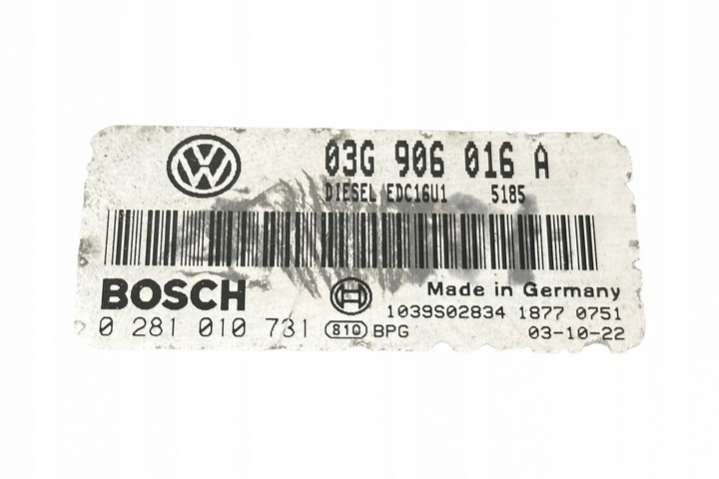 VW 03G 906 016 A
DIESEL EDC16U1 5185
BOSCH Made in Germany
1039S02834 1877 0751
0 281 010 731 810 BPG 03-10-22